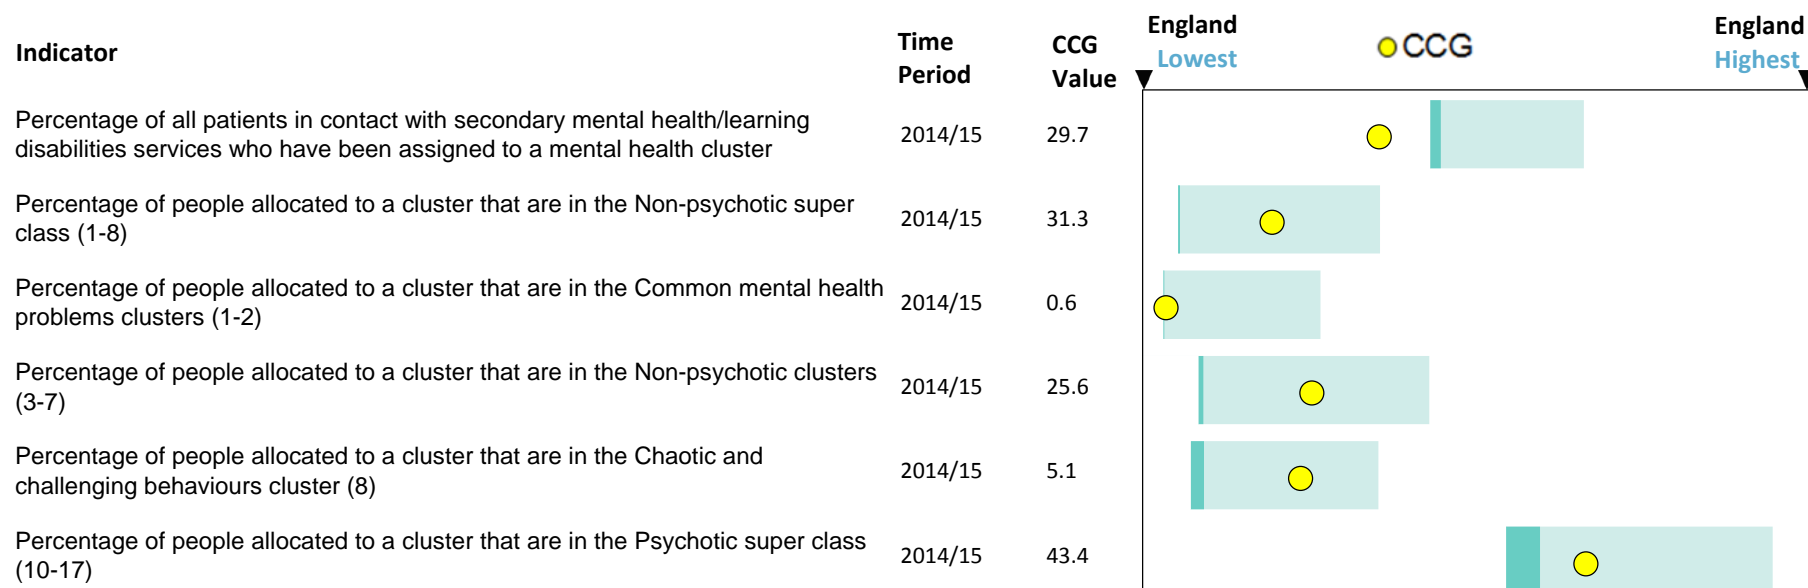 Indicator
Time
Period
CCG
Value
England
Lowest
CCG
England
Highest
Percentage of all patients in contact with secondary mental health/learning
disabilities services who have been assigned to a mental health cluster
2014/15
29.7
Percentage of people allocated to a cluster that are in the Non-psychotic super
class (1-8)
2014/15
31.3
Percentage of people allocated to a cluster that are in the Common mental health
problems clusters (1-2)
2014/15
0.6
Percentage of people allocated to a cluster that are in the Non-psychotic clusters
(3-7)
2014/15
25.6
Percentage of people allocated to a cluster that are in the Chaotic and
challenging behaviours cluster (8)
2014/15
5.1
Percentage of people allocated to a cluster that are in the Psychotic super class
(10-17)
2014/15
43.4